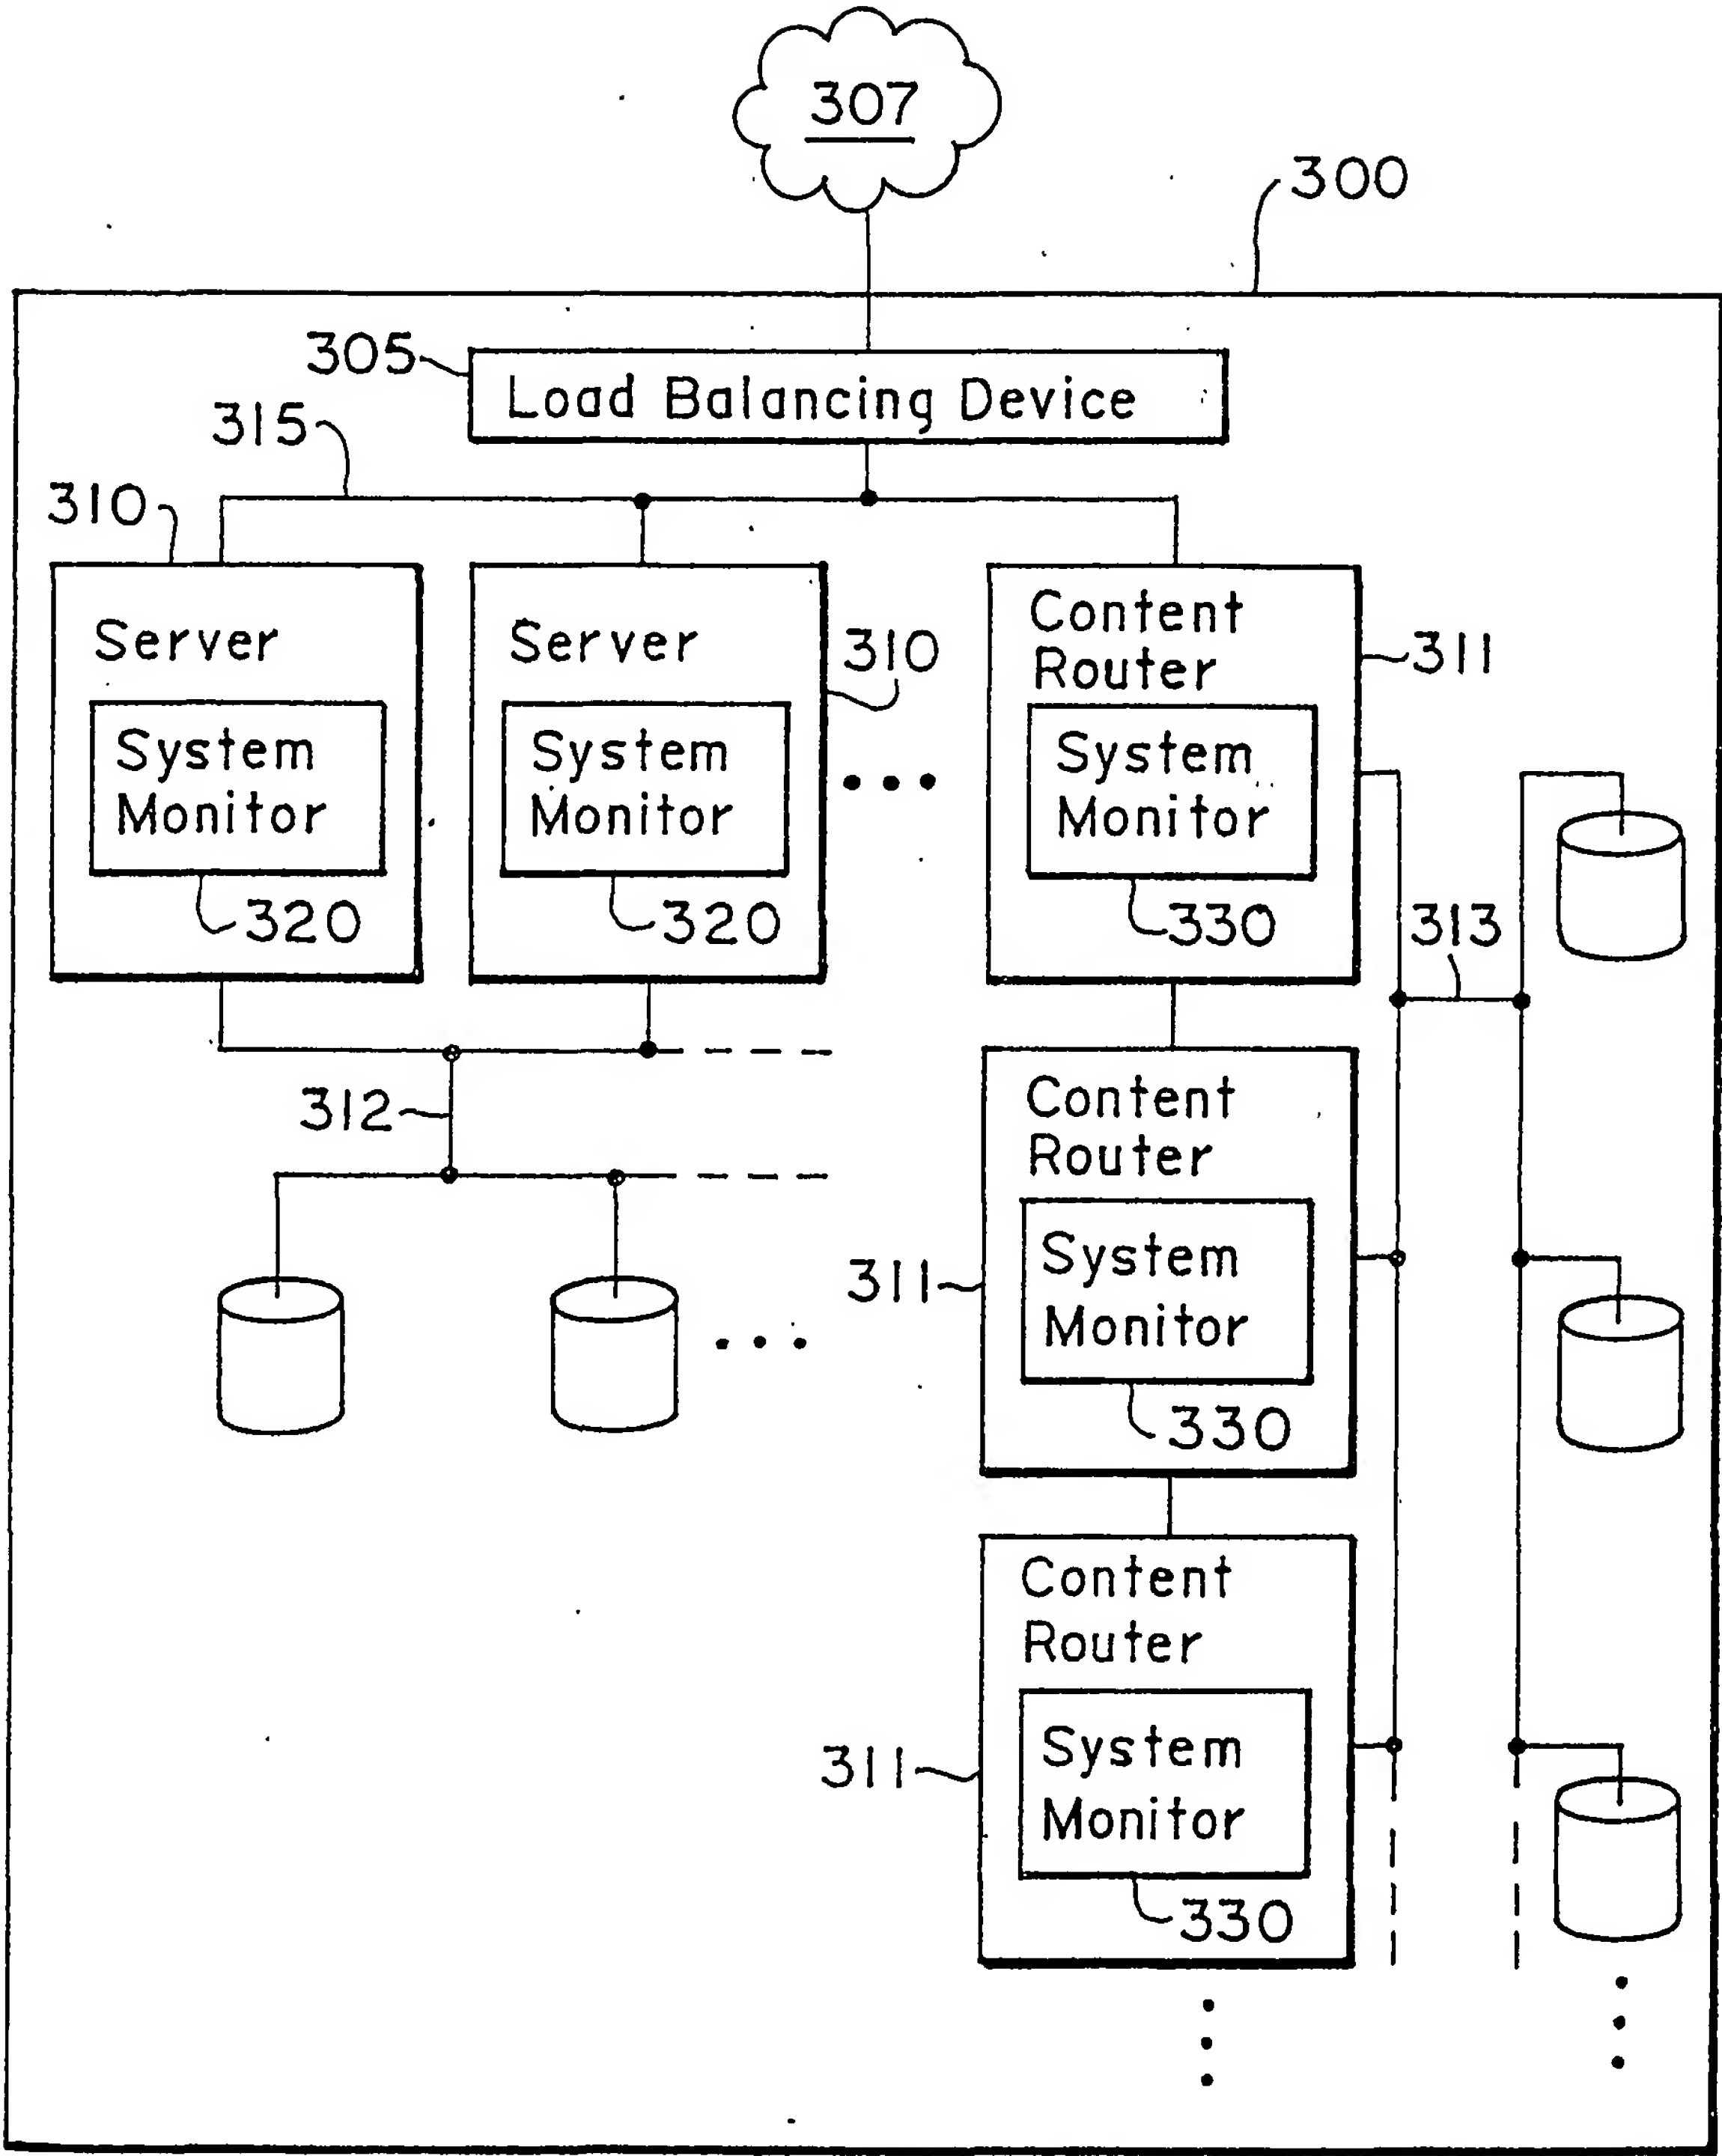 307
300
305
Load Balancing Device
315
310
Server
System
Monitor
320
Server
310
System
Monitor
320
Content
Router
311
System
Monitor
330
313
312
Content
Router
311
System
Monitor
330
Content
Router
311
System
Monitor
330